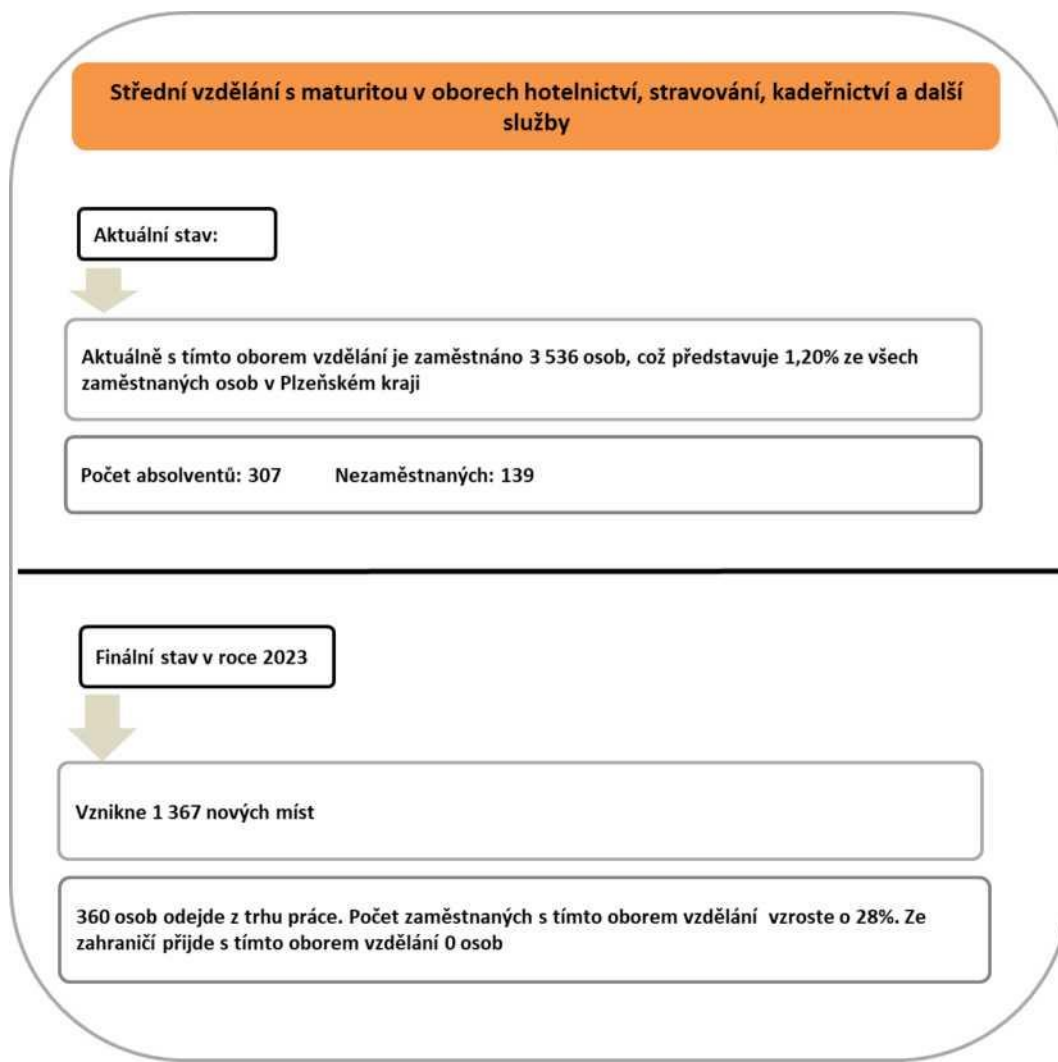 Střední vzdělání s maturitou v oborech hotelnictví, stravování, kadeřnictví a další
služby
Aktuální stav:
Aktuálně s tímto oborem vzdělání je zaměstnáno 3 536 osob, což představuje 1,20% ze všech
zaměstnaných osob v Plzeňském kraji
Počet absolventů: 307 Nezaměstnaných: 139
Finální stav v roce 2023
Vznikne 1 367 nových míst
360 osob odejde z trhu práce. Počet zaměstnaných s tímto oborem vzdělání vzroste o 28%. Ze
zahraničí přijde s tímto oborem vzdělání 0 osob